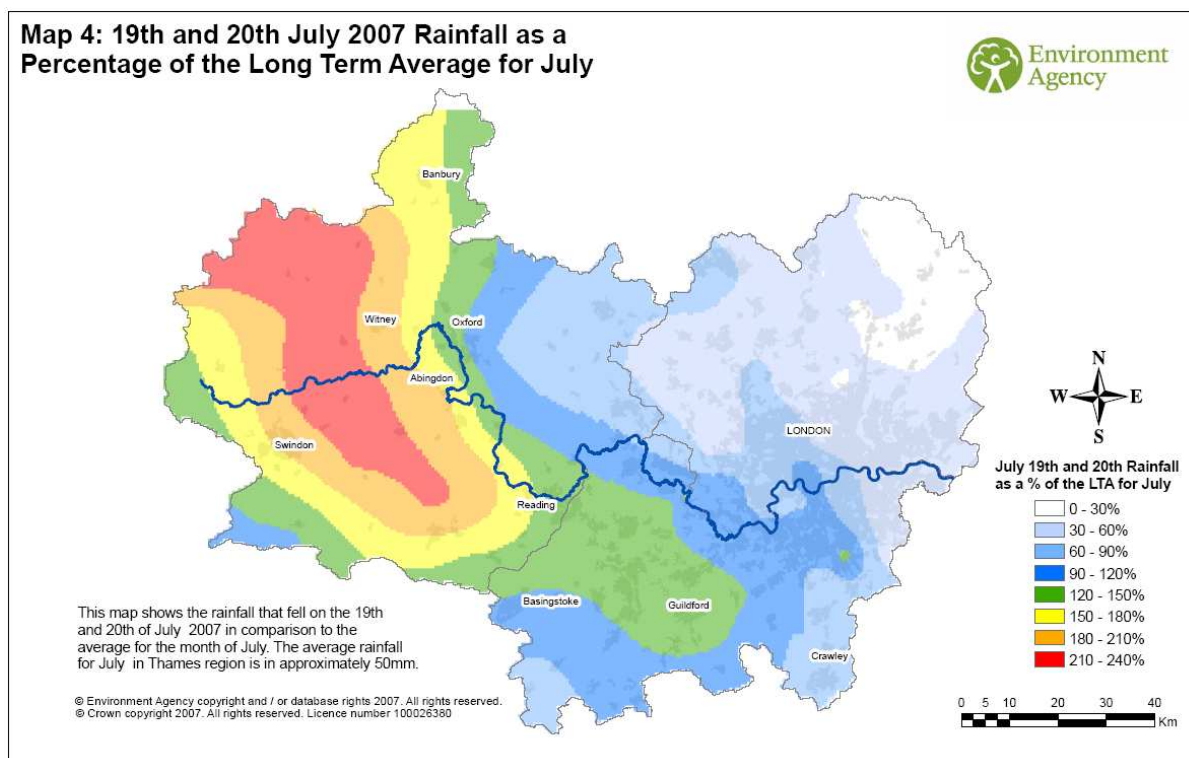 Map 4: 19th and 20th July 2007 Rainfall as a
Percentage of the Long Term Average for July
Environment
Agency
Banbury
Witney
Oxford
Abingdon
LONDON
Swindon
Reading
Basingstoke
Guildford
Crawley
N
W E
S
July 19th and 20th Rainfall
as a % of the LTA for July
0 - 30%
30 - 60%
60 - 90%
90 - 120%
120 - 150%
150 - 180%
180 - 210%
210 - 240%
This map shows the rainfall that fell on the 19th
and 20th of July 2007 in comparison to the
average for the month of July. The average rainfall
for July in Thames region is in approximately 50mm.
© Environment Agency copyright and / or database rights 2007. All rights reserved.
© Crown copyright 2007. All rights reserved. Licence number 100026380
0 5 10 20 30 40
Km